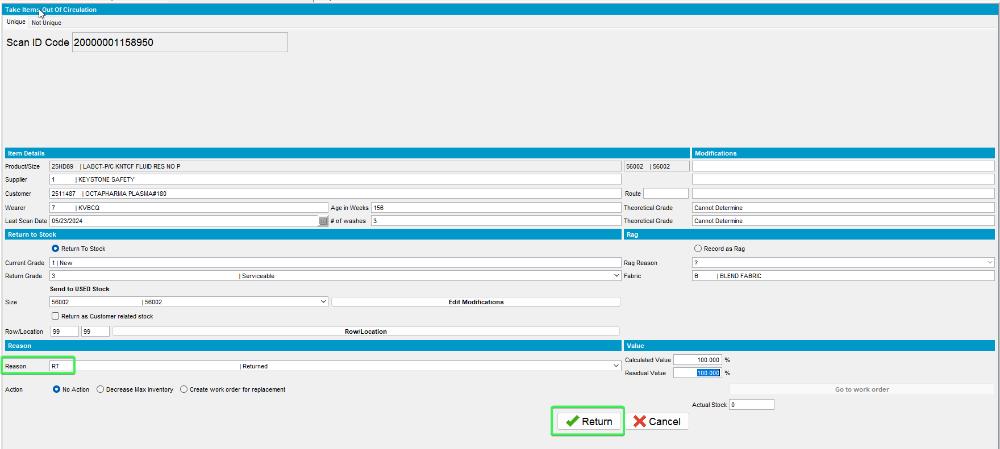 Take Items Out Of Circulation
Unique Not Unique
Scan ID Code 20000001158950
Item Details Modifications
Product/Size 25HD89 | LABCT-P/C KNTCF FLUID RES NO P 56002 | 56002
Supplier 1 | KEYSTONE SAFETY
Customer 2511487 | OCTAPHARMA PLASMA#180 Route
Wearer 7 | KVBCQ Age in Weeks 156 Theoretical Grade Cannot Determine
Last Scan Date 05/23/2024 16 # of washes 3 Theoretical Grade Cannot Determine
Return to Stock Rag
Return To Stock Record as Rag
Current Grade 1 | New Rag Reason ?
Return Grade 3 | Serviceable Fabric B | BLEND FABRIC
Send to USED Stock
Size 56002 | 56002 Edit Modifications
Return as Customer related stock
Row/Location 99 99 Row/Location
Reason Value
Calculated Value 100.000 %
Reason RT | Returned
Residual Value 100.000 %
Action No Action Decrease Max inventory Create work order for replacement Go to work order
Actual Stock 0
Return Cancel